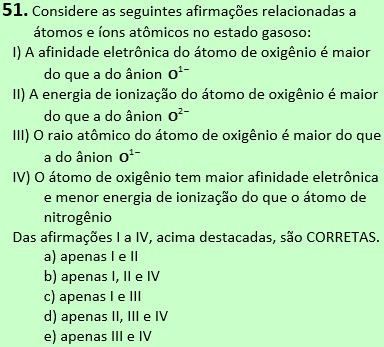 51. Considere as seguintes afirmações relacionadas a
átomos e íons atômicos no estado gasoso:
I) A afinidade eletrônica do átomo de oxigênio é maior
do que a do ânion O¹⁻
II) A energia de ionização do átomo de oxigênio é maior
do que a do ânion O²⁻
III) O raio atômico do átomo de oxigênio é maior do que
a do ânion O¹⁻
IV) O átomo de oxigênio tem maior afinidade eletrônica
e menor energia de ionização do que o átomo de
nitrogênio
Das afirmações I a IV, acima destacadas, são CORRETAS.
a) apenas I e II
b) apenas I, II e IV
c) apenas I e III
d) apenas II, III e IV
e) apenas III e IV